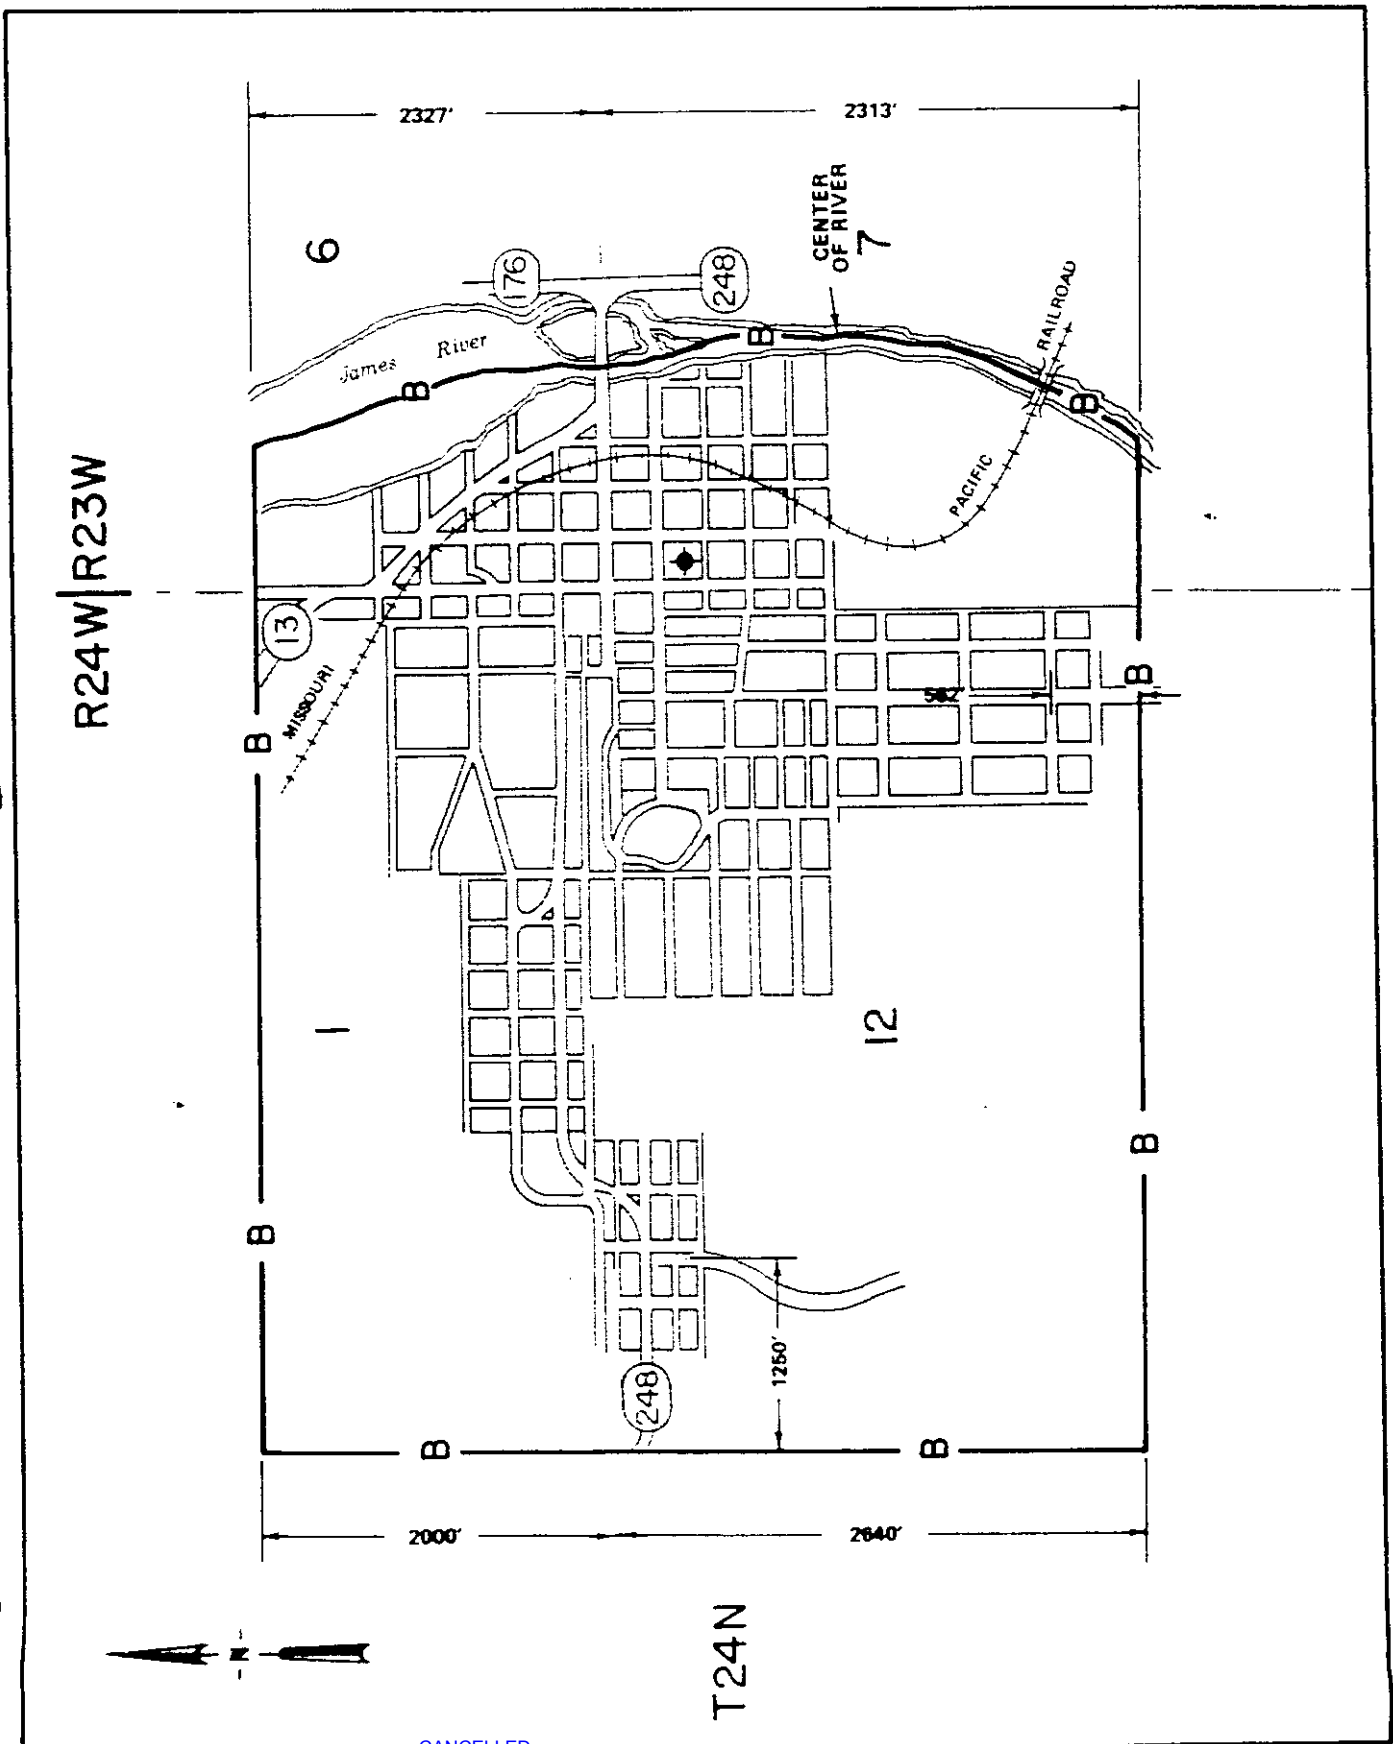 2327'
2313'
CENTER
OF RIVER
6
7
176
248
James River
B
B
RAILROAD
B
PACIFIC
R24W|R23W
13
MISSOURI
B
B
1
12
B
B
248
1250'
B
B
2000'
2640'
N
T24N
CANCELLED